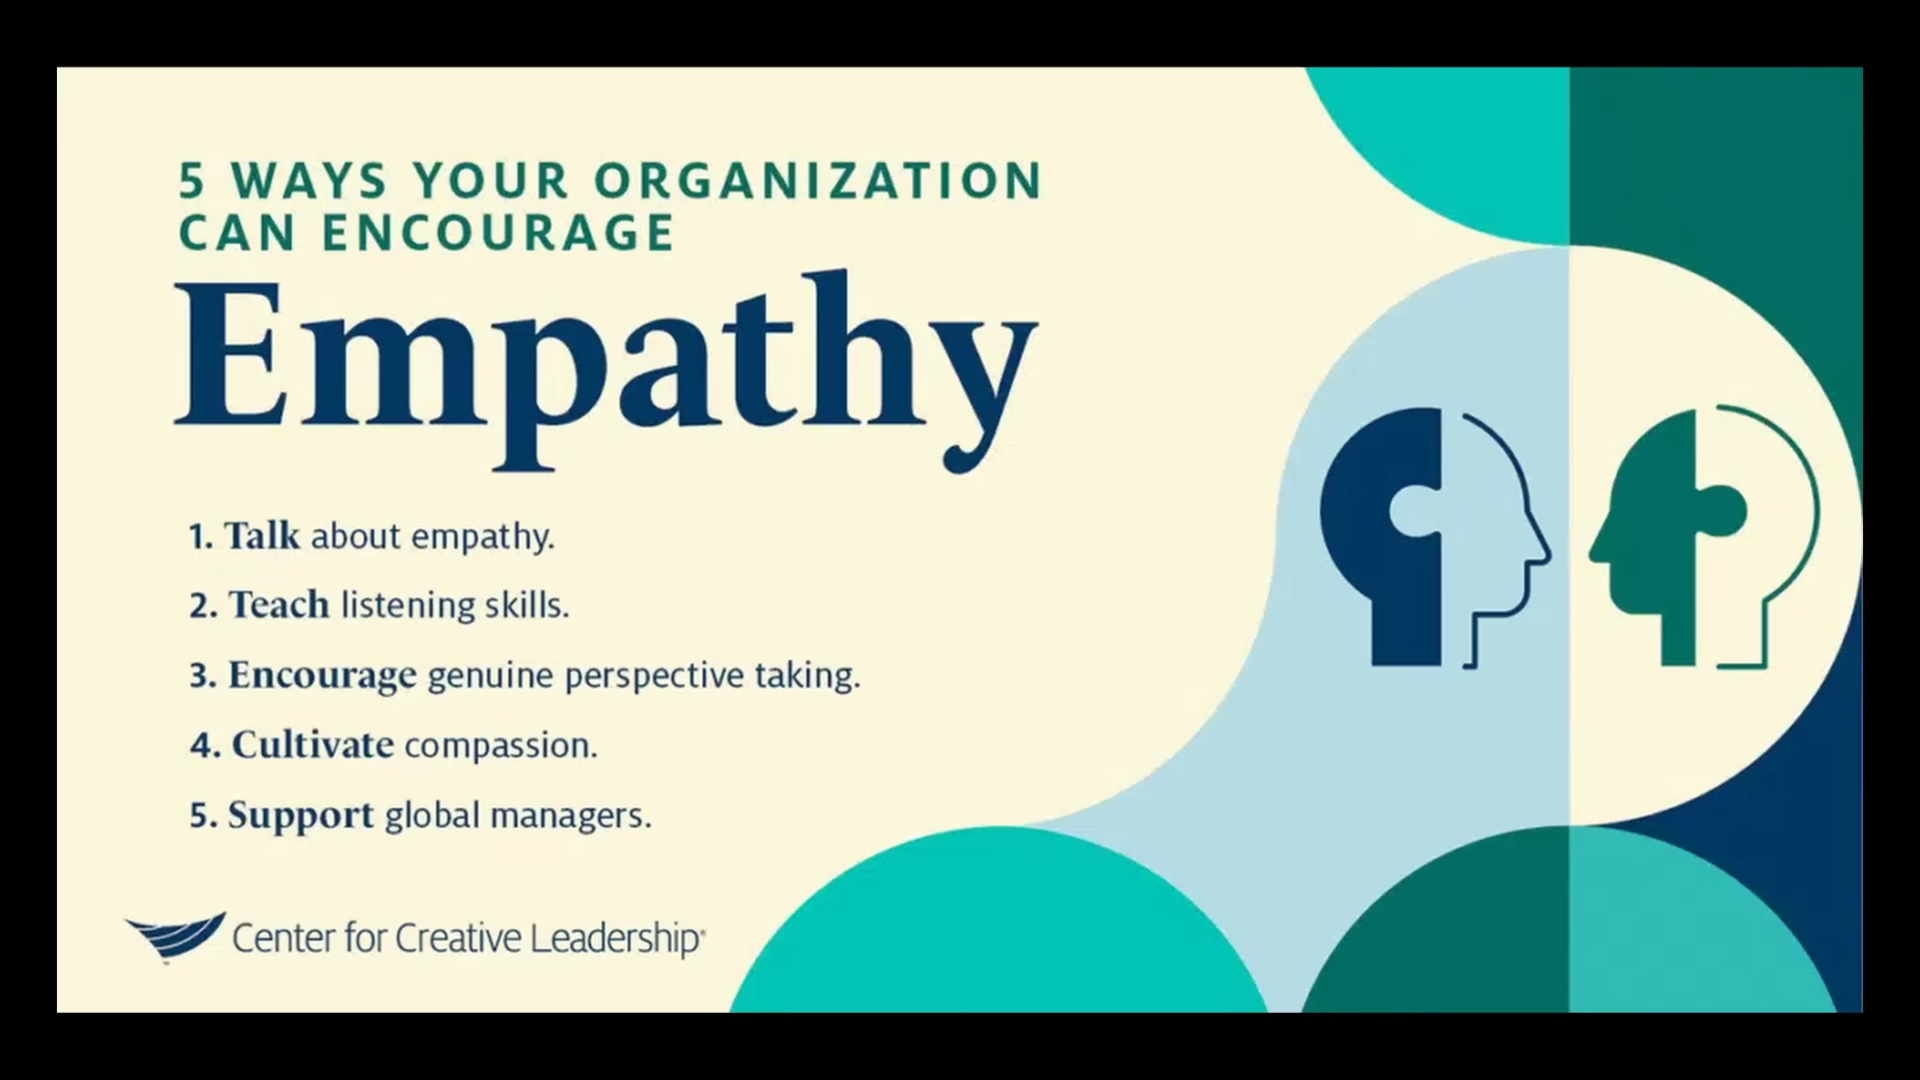 5 WAYS YOUR ORGANIZATION
CAN ENCOURAGE
Empathy
1. Talk about empathy.
2. Teach listening skills.
3. Encourage genuine perspective taking.
4. Cultivate compassion.
5. Support global managers.
Center for Creative Leadership®